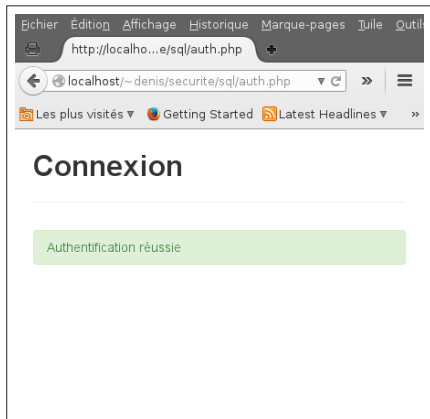 Fichier Édition Affichage Historique Marque-pages Tuile Outils
http://localho...e/sql/auth.php
localhost/~denis/securite/sql/auth.php »
Les plus visités Getting Started Latest Headlines »
Connexion
Authentification réussie